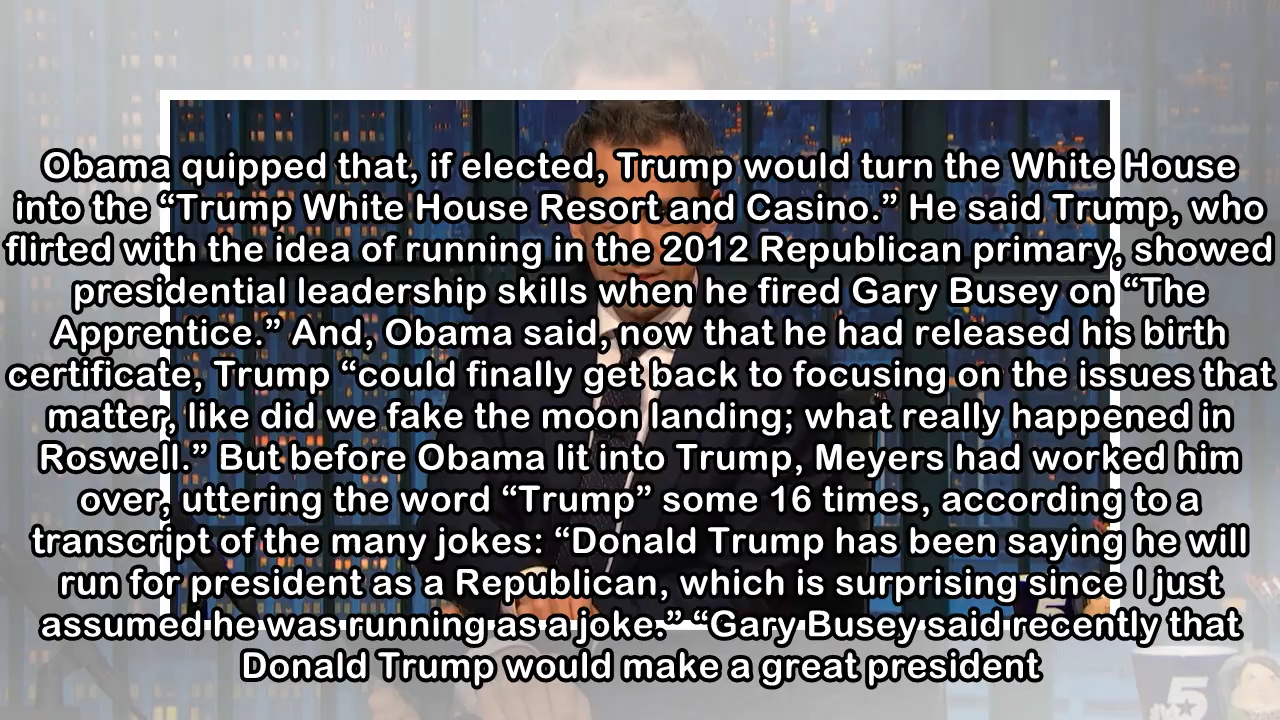 Obama quipped that, if elected, Trump would turn the White House
into the “Trump White House Resort and Casino.” He said Trump, who
flirted with the idea of running in the 2012 Republican primary, showed
presidential leadership skills when he fired Gary Busey on “The
Apprentice.” And, Obama said, now that he had released his birth
certificate, Trump “could finally get back to focusing on the issues that
matter, like did we fake the moon landing; what really happened in
Roswell.” But before Obama lit into Trump, Meyers had worked him
over, uttering the word “Trump” some 16 times, according to a
transcript of the many jokes: “Donald Trump has been saying he will
run for president as a Republican, which is surprising since I just
assumed he was running as a joke.” “Gary Busey said recently that
Donald Trump would make a great president
5
5